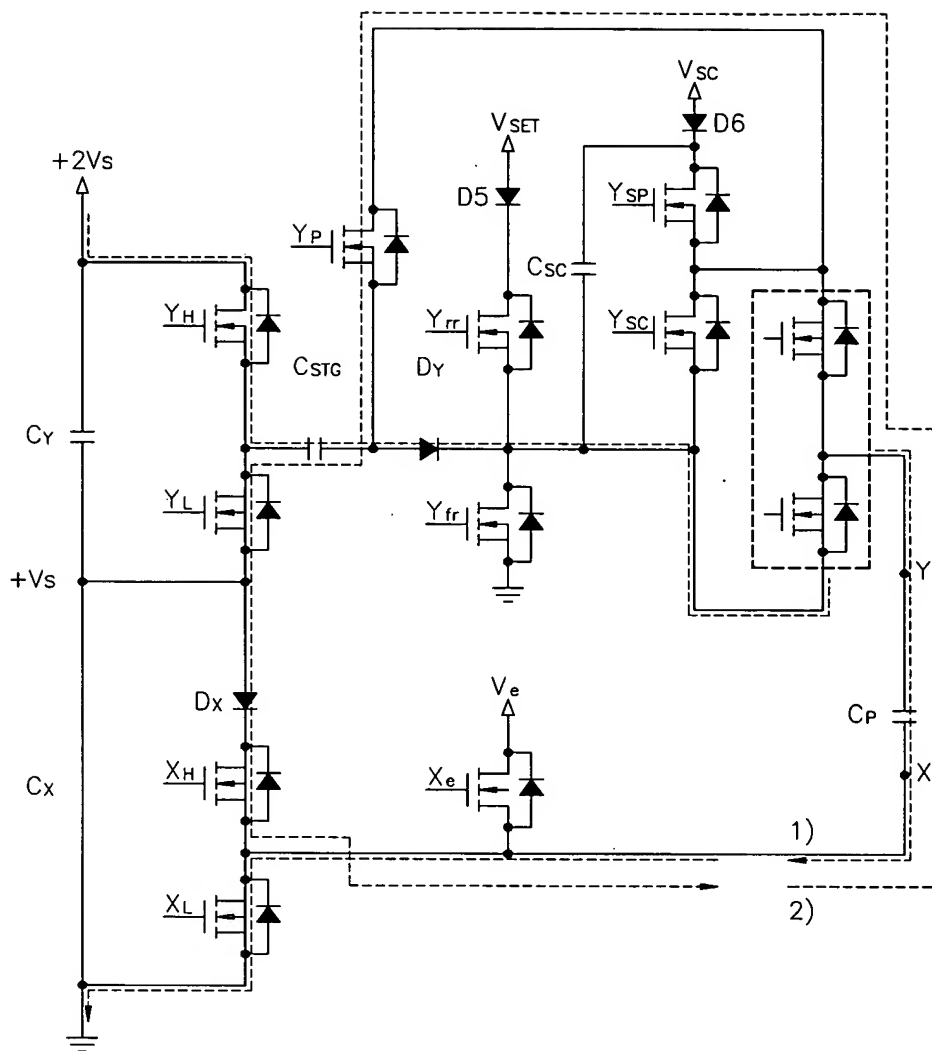 VSC
D6
VSET
+2Vs
D5
YSP
YP
CSC
YH
Yrr
YSC
CSTG
DY
CY
YL
Yfr
+Vs
Y
DX
Ve
CP
XH
CX
Xe
X
1)
XL
2)